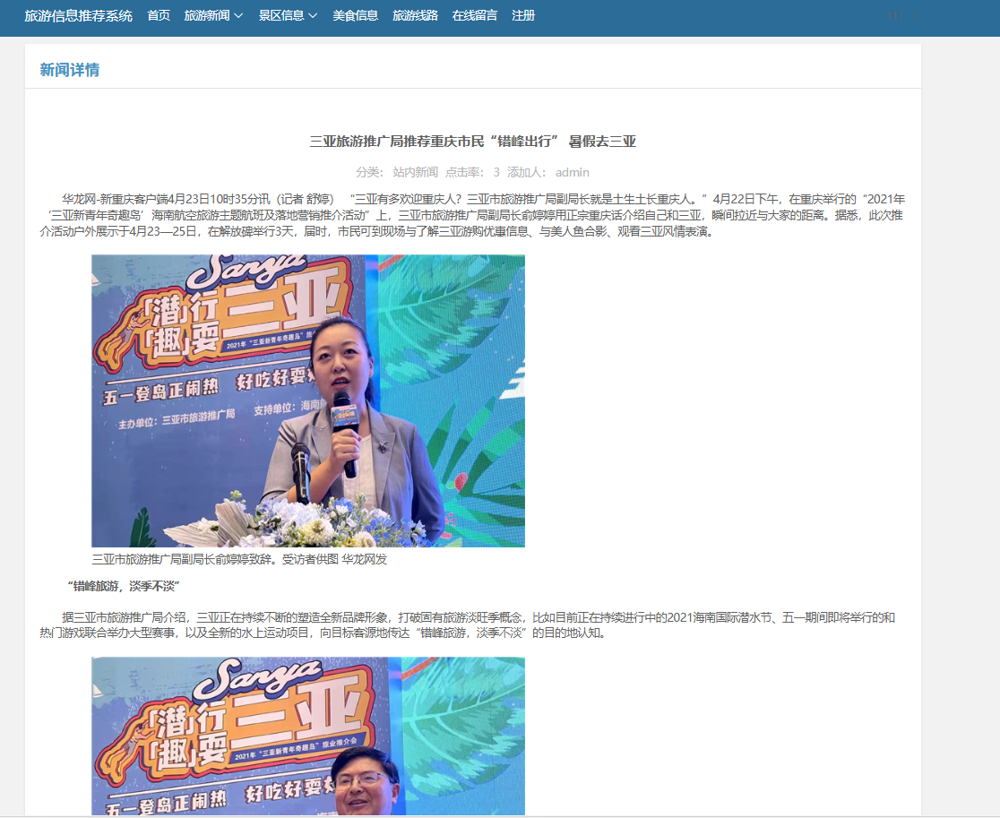 旅游信息推荐系统 首页 旅游新闻 景区信息 美食信息 旅游线路 在线留言 注册
新闻详情
三亚旅游推广局推荐重庆市民“错峰出行” 暑假去三亚
分类： 站内新闻 点击率： 3 添加人： admin
华龙网-新重庆客户端4月23日10时35分讯（记者 舒婷） “三亚有多欢迎重庆人？三亚市旅游推广局副局长就是土生土长重庆人。”4月22日下午，在重庆举行的“2021年
‘三亚新青年奇趣岛’海南航空旅游主题航班及落地营销推介活动”上，三亚市旅游推广局副局长俞婷婷用正宗重庆话介绍自己和三亚，瞬间拉近与大家的距离。据悉，此次推
介活动户外展示于4月23—25日，在解放碑举行3天，届时，市民可到现场与了解三亚游购优惠信息、与美人鱼合影、观看三亚风情表演。
Sanya
「潜」行 三亚
「趣」耍
2021年“三亚新青年奇趣岛”旅
五一登岛正闹热 好吃好耍
主办单位：三亚市旅游推广局 支持单位：海南
三亚市旅游推广局副局长俞婷婷致辞。受访者供图 华龙网发
“错峰旅游，淡季不淡”
据三亚市旅游推广局介绍，三亚正在持续不断的塑造全新品牌形象，打破固有旅游淡旺季概念，比如目前正在持续进行中的2021海南国际潜水节、五一期间即将举行的和
热门游戏联合举办大型赛事，以及全新的水上运动项目，向目标客源地传达“错峰旅游，淡季不淡”的目的地认知。
Sanya
「潜」行 三亚
「趣」耍
2021年“三亚新青年奇趣岛”旅业推介会
五一登岛正闹热 好吃好耍